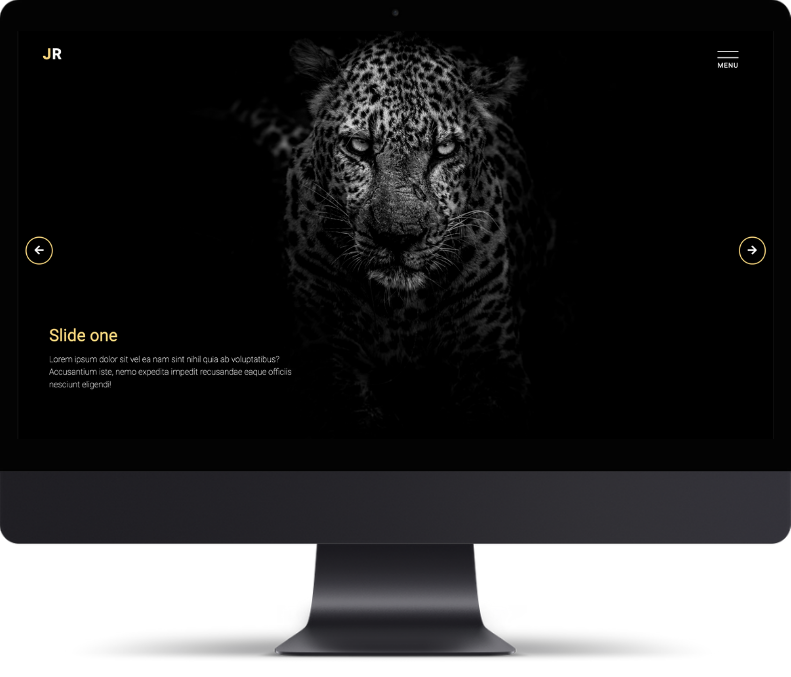 JR
MENU
Slide one
Lorem ipsum dolor sit vel ea nam sint nihil quia ab voluptatibus?
Accusantium iste, nemo expedita impedit recusandae eaque officiis
nesciunt eligendi!